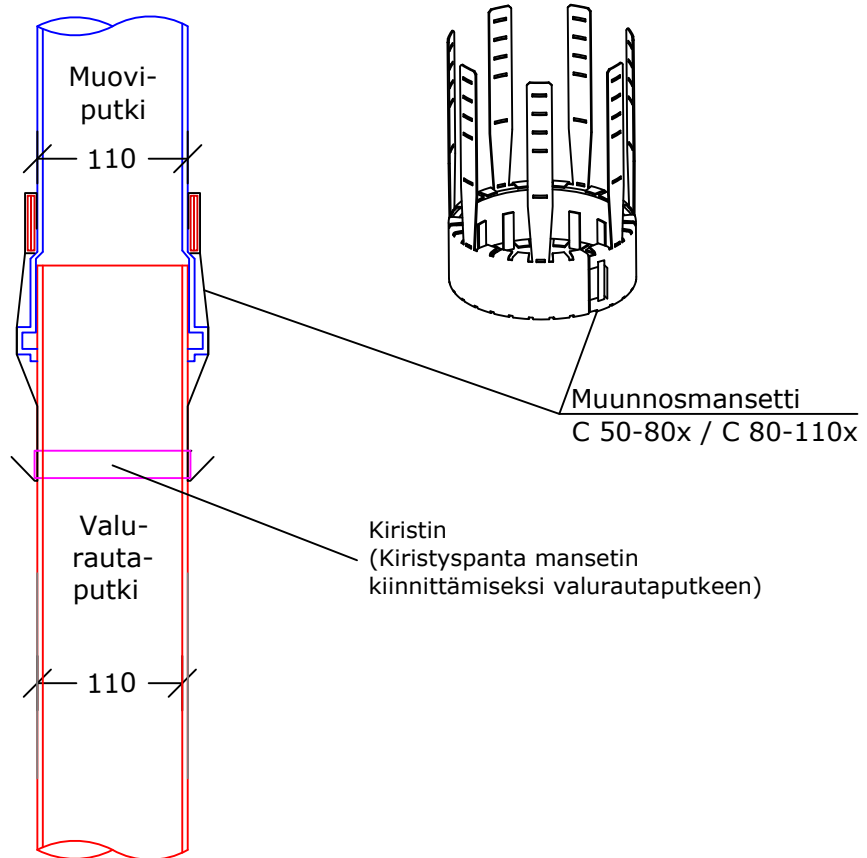 Muovi-
putki
110
Muunnosmansetti
C 50-80x / C 80-110x
Kiristin
(Kiristyspanta mansetin
kiinnittämiseksi valurautaputkeen)
Valu-
rauta-
putki
110